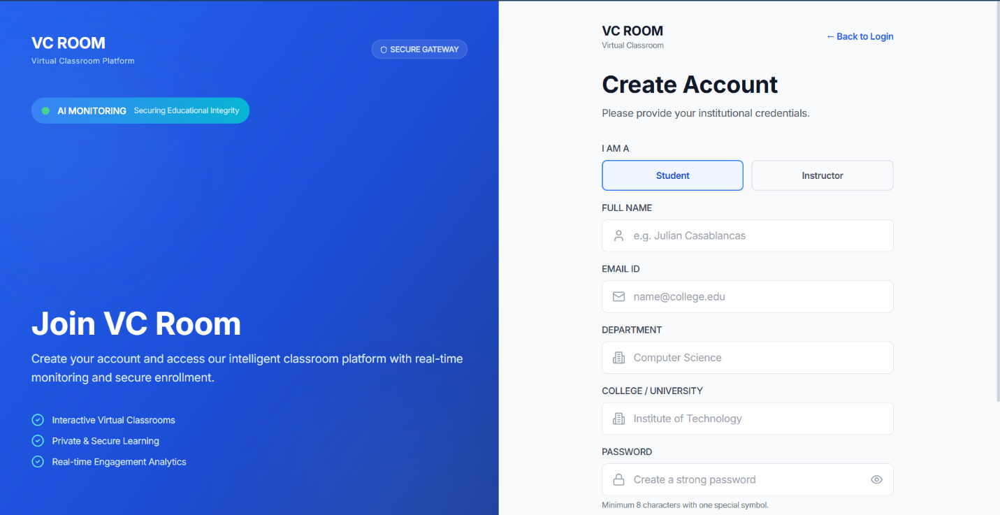 VC ROOM
Virtual Classroom Platform
SECURE GATEWAY
AI MONITORING Securing Educational Integrity
Join VC Room
Create your account and access our intelligent classroom platform with real-time
monitoring and secure enrollment.
Interactive Virtual Classrooms
Private & Secure Learning
Real-time Engagement Analytics
VC ROOM
Virtual Classroom
← Back to Login
Create Account
Please provide your institutional credentials.
I AM A
Student
Instructor
FULL NAME
e.g. Julian Casablancas
EMAIL ID
name@college.edu
DEPARTMENT
Computer Science
COLLEGE / UNIVERSITY
Institute of Technology
PASSWORD
Create a strong password
Minimum 8 characters with one special symbol.